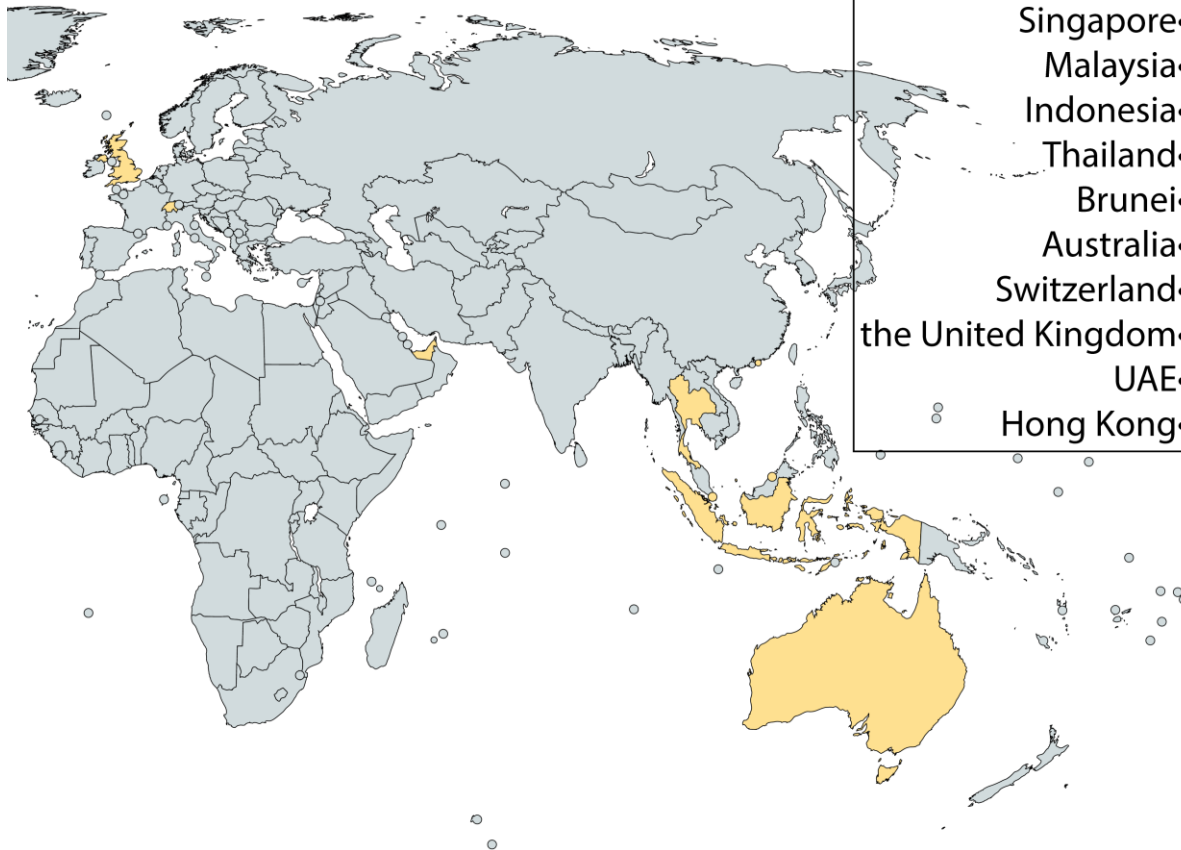 Singapore•
Malaysia•
Indonesia•
Thailand•
Brunei•
Australia•
Switzerland•
the United Kingdom•
UAE•
Hong Kong•